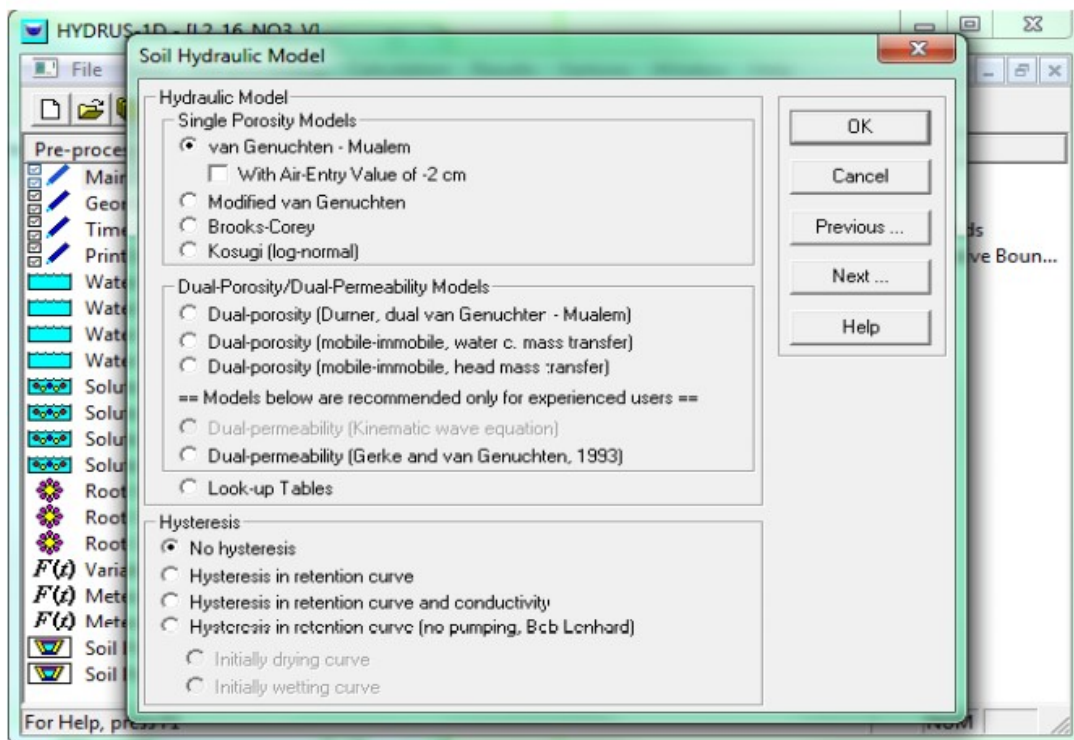 HYDRUS-1D - [L2_16_NO3_V]
File
Soil Hydraulic Model
Hydraulic Model
Single Porosity Models
van Genuchten - Mualem
With Air-Entry Value of -2 cm
Modified van Genuchten
Brooks-Corey
Kosugi (log-normal)
Dual-Porosity/Dual-Permeability Models
Dual-porosity (Durner, dual van Genuchter - Mualem)
Dual-porosity (mobile-immobile, water c. mass transfer)
Dual-porosity (mobile-immobile, head mass transfer)
== Models below are recommended only for experienced users ==
Dual-permeability (Kinematic wave equation)
Dual-permeability (Gerke and van Genuchten, 1993)
Look-up Tables
Hysteresis
No hysteresis
Hysteresis in retention curve
Hysteresis in retention curve and conductivity
Hysteresis in retention curve (no pumping, Bob Lenhard)
Initially drying curve
Initially wetting curve
OK
Cancel
Previous ...
Next ...
Help
Pre-proce
Main
Geor
Time
Print
Wate
Wate
Wate
Wate
Solu
Solu
Solu
Solu
Root
Root
Root
F(t) Varia
F(t) Mete
F(t) Mete
Soil
Soil
ds
ve Boun...
For Help, press F1
NUM